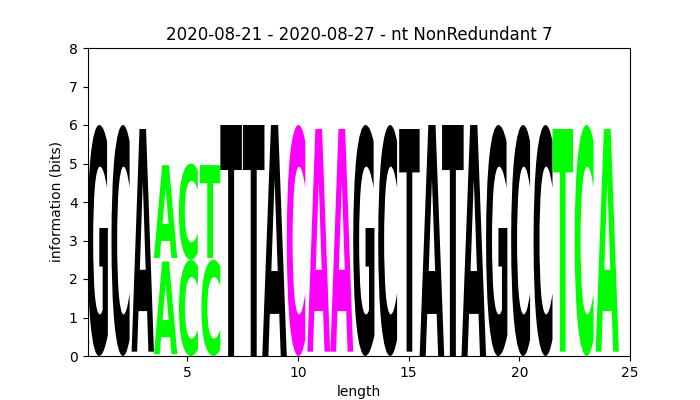 2020-08-21 - 2020-08-27 - nt NonRedundant 7
8
7
6
5
4
3
2
1
0
information (bits)
GCAACTTTACAAGCTATAGCCTCA
ACC
5
10
15
20
25
length